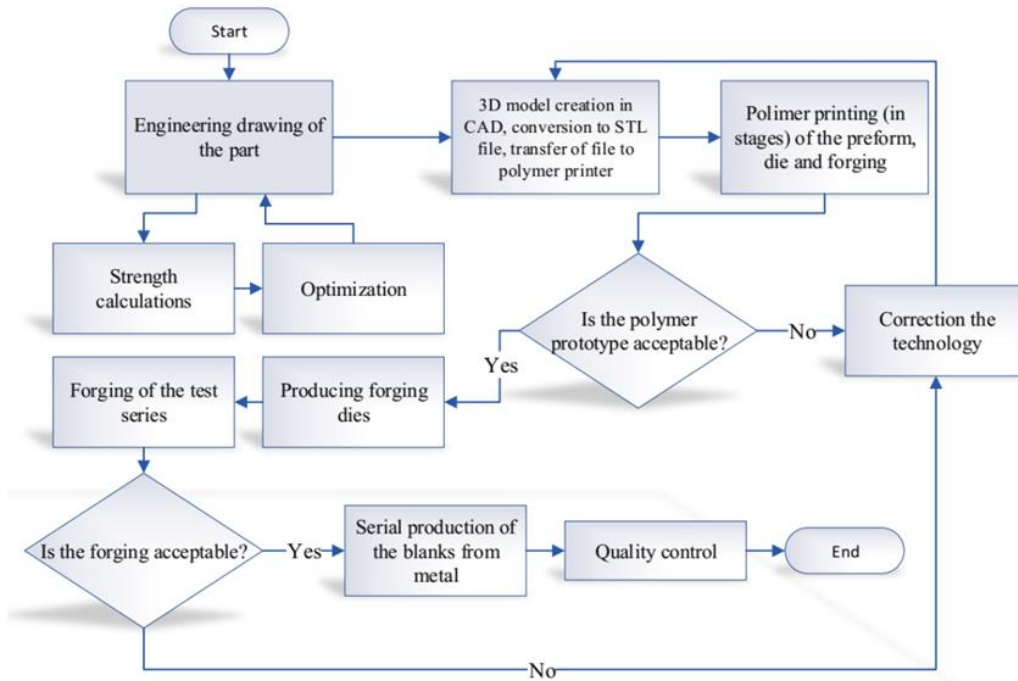 Start
Engineering drawing of
the part
3D model creation in
CAD, conversion to STL
file, transfer of file to
polymer printer
Polimer printing (in
stages) of the preform,
die and forging
Strength
calculations
Optimization
Is the polymer
prototype acceptable?
No
Correction the
technology
Yes
Forging of the test
series
Producing forging
dies
Is the forging acceptable?
Yes
Serial production of
the blanks from
metal
Quality control
End
No